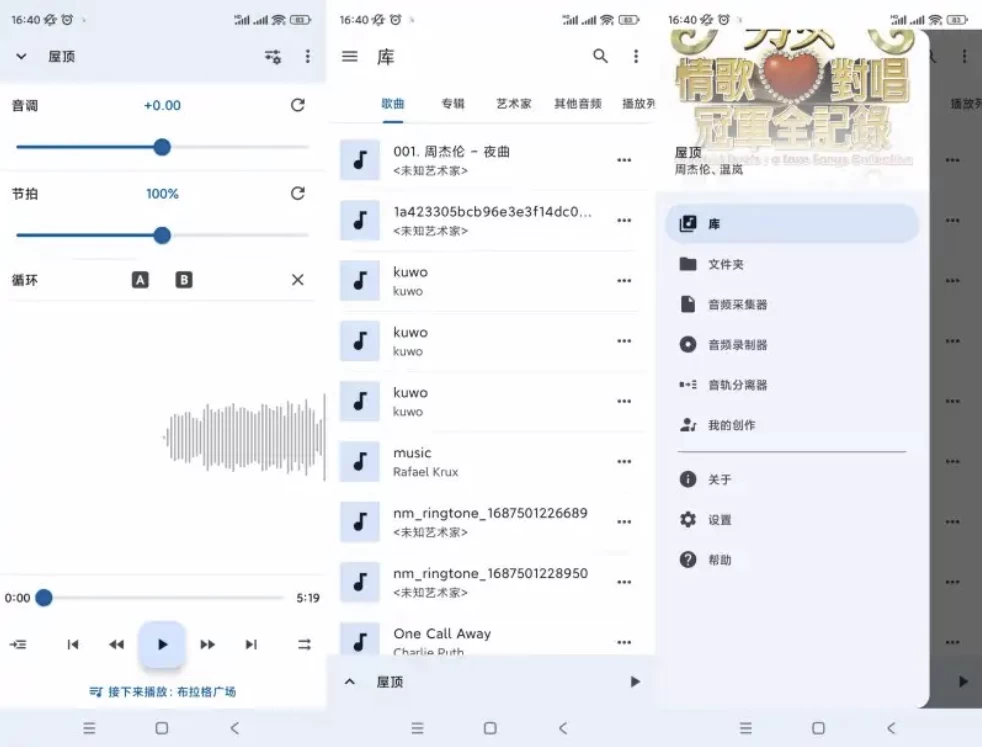 16:40
83
屋顶
音调
+0.00
节拍
100%
循环
A
B
0:00
5:19
接下来播放: 布拉格广场
16:40
83
库
歌曲 专辑 艺术家 其他音频 播放列
001. 周杰伦 – 夜曲
<未知艺术家>
1a423305bcb96e3e3f14dc0...
<未知艺术家>
kuwo
kuwo
kuwo
kuwo
kuwo
kuwo
music
Rafael Krux
nm_ringtone_1687501226689
<未知艺术家>
nm_ringtone_1687501228950
<未知艺术家>
One Call Away
Charlie Puth
屋顶
16:40
83
情歌 對唱
冠軍全記錄
屋顶
周杰伦、温岚
播放列
库
文件夹
音频采集器
音频录制器
音轨分离器
我的创作
关于
设置
帮助